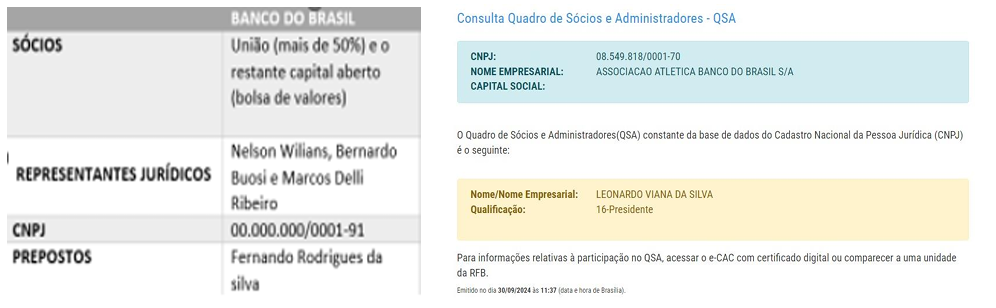 BANCO DO BRASIL
SÓCIOS
União (mais de 50%) e o
restante capital aberto
(bolsa de valores)
REPRESENTANTES JURÍDICOS
Nelson Wilians, Bernardo
Buosi e Marcos Delli
Ribeiro
CNPJ
00.000.000/0001-91
PREPOSTOS
Fernando Rodrigues da
silva
Consulta Quadro de Sócios e Administradores - QSA
CNPJ: 08.549.818/0001-70
NOME EMPRESARIAL: ASSOCIACAO ATLETICA BANCO DO BRASIL S/A
CAPITAL SOCIAL:
O Quadro de Sócios e Administradores(QSA) constante da base de dados do Cadastro Nacional da Pessoa Jurídica (CNPJ)
é o seguinte:
Nome/Nome Empresarial: LEONARDO VIANA DA SILVA
Qualificação: 16-Presidente
Para informações relativas à participação no QSA, acessar o e-CAC com certificado digital ou comparecer a uma unidade
da RFB.
Emitido no dia 30/09/2024 às 11:37 (data e hora de Brasília).